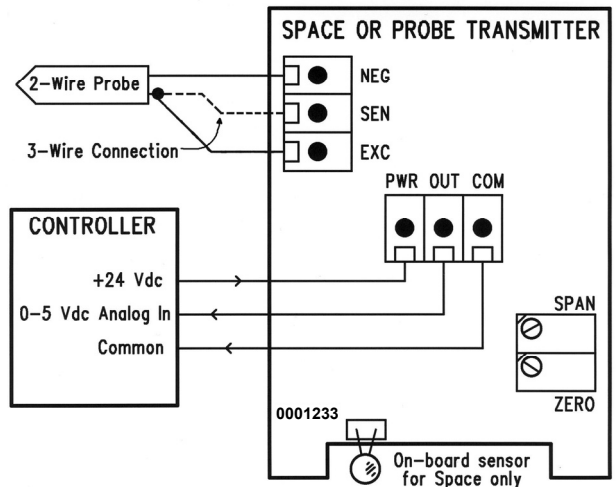 SPACE OR PROBE TRANSMITTER
2-Wire Probe
NEG
SEN
3-Wire Connection
EXC
PWR OUT COM
CONTROLLER
+24 Vdc
0-5 Vdc Analog In
Common
SPAN
ZERO
0001233
On-board sensor
for Space only